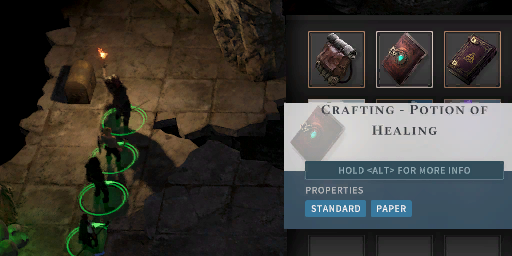 CRAFTING - POTION OF
HEALING
HOLD <ALT> FOR MORE INFO
PROPERTIES
STANDARD PAPER